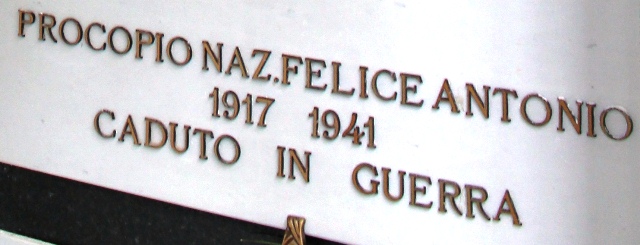 PROCOPIO NAZ.FELICE ANTONIO
1917 1941
CADUTO IN GUERRA